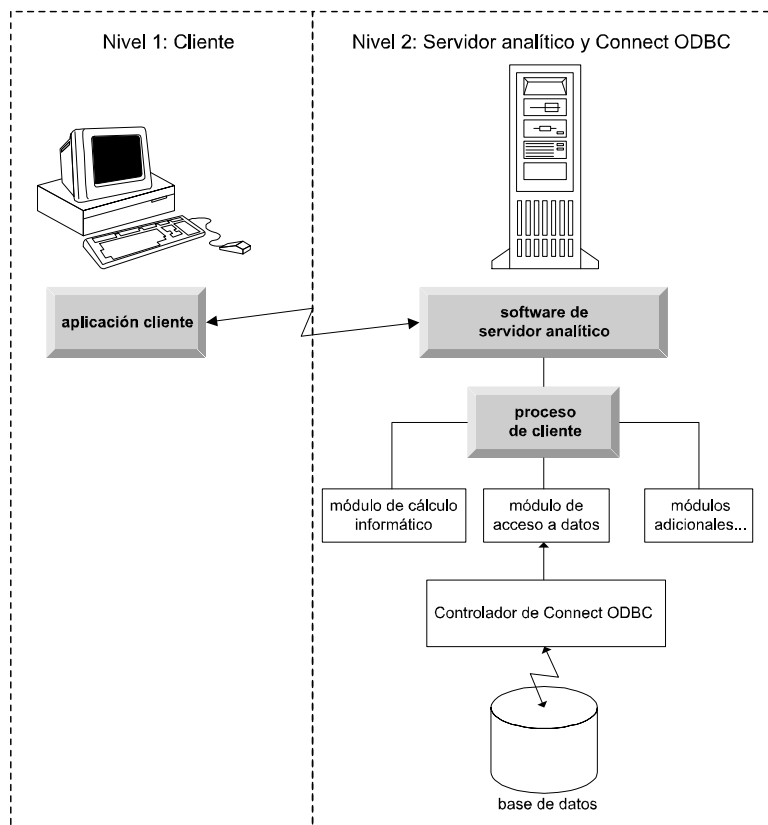 Nivel 1: Cliente
Nivel 2: Servidor analítico y Connect ODBC
aplicación cliente
software de
servidor analítico
proceso
de cliente
módulo de cálculo
informático
módulo de
acceso a datos
módulos
adicionales...
Controlador de Connect ODBC
base de datos